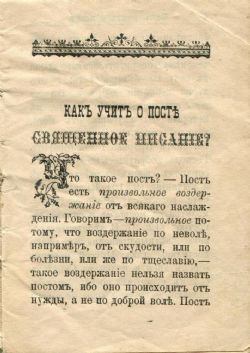 КАКЪ УЧИТЪ О ПОСТѢ
СВЯЩЕННОЕ ПИСАНІЕ?
Что такое постъ? — Постъ
есть произвольное воздер-
жаніе отъ всякаго наслаж-
денія. Говоримъ—произвольное по-
тому, что воздержаніе по неволѣ,
напримѣръ, отъ скудости, или по
болѣзни, или же по тщеславію,—
такое воздержаніе нельзя назвать
постомъ, ибо оно происходитъ отъ
нужды, а не по доброй волѣ. Постъ